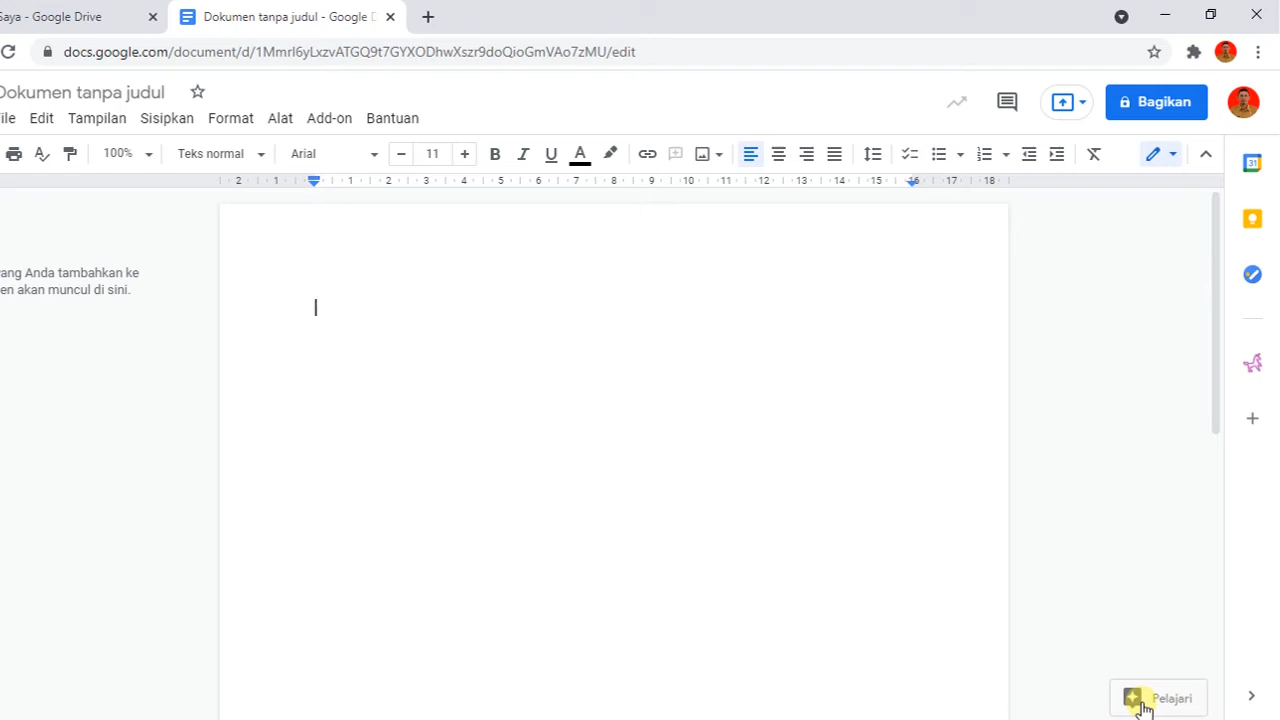 Saya - Google Drive
Dokumen tanpa judul - Google D
docs.google.com/document/d/1Mmrl6yLxzvATGQ9t7GYXODhwXszr9doQioGmVAo7zMU/edit
Dokumen tanpa judul
Bagikan
ile Edit Tampilan Sisipkan Format Alat Add-on Bantuan
100% Teks normal Arial 11 B I U A
2 1 1 2 3 4 5 6 7 8 9 10 11 12 13 14 15 16 17 18
31
rang Anda tambahkan ke
en akan muncul di sini.
Pelajari